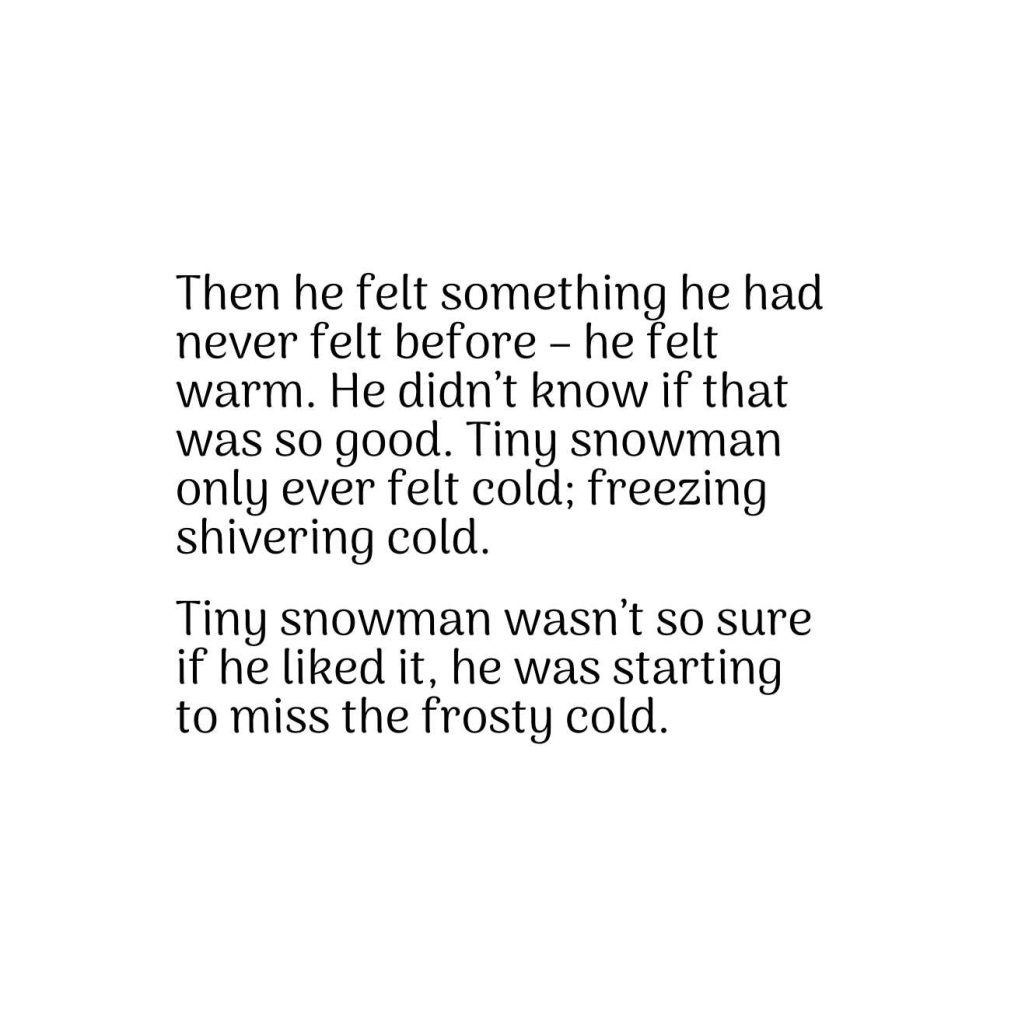 Then he felt something he had
never felt before – he felt
warm. He didn’t know if that
was so good. Tiny snowman
only ever felt cold; freezing
shivering cold.
Tiny snowman wasn’t so sure
if he liked it, he was starting
to miss the frosty cold.